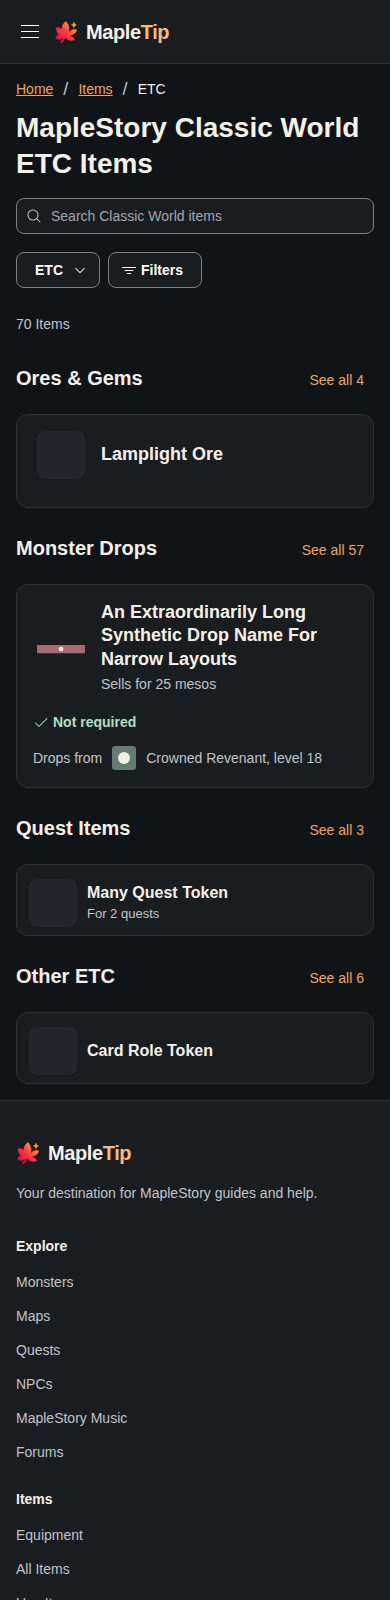 MapleTip
Home / Items / ETC
MapleStory Classic World
ETC Items
Search Classic World items
ETC
Filters
70 Items
Ores & Gems
See all 4
Lamplight Ore
Monster Drops
See all 57
An Extraordinarily Long
Synthetic Drop Name For
Narrow Layouts
Sells for 25 mesos
Not required
Drops from Crowned Revenant, level 18
Quest Items
See all 3
Many Quest Token
For 2 quests
Other ETC
See all 6
Card Role Token
MapleTip
Your destination for MapleStory guides and help.
Explore
Monsters
Maps
Quests
NPCs
MapleStory Music
Forums
Items
Equipment
All Items